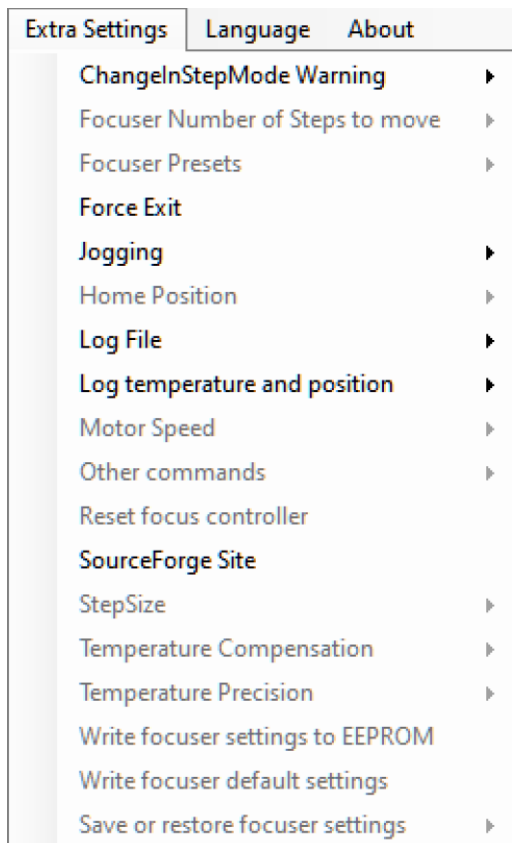 Extra Settings Language About
ChangeInStepMode Warning
Focuser Number of Steps to move
Focuser Presets
Force Exit
Jogging
Home Position
Log File
Log temperature and position
Motor Speed
Other commands
Reset focus controller
SourceForge Site
StepSize
Temperature Compensation
Temperature Precision
Write focuser settings to EEPROM
Write focuser default settings
Save or restore focuser settings